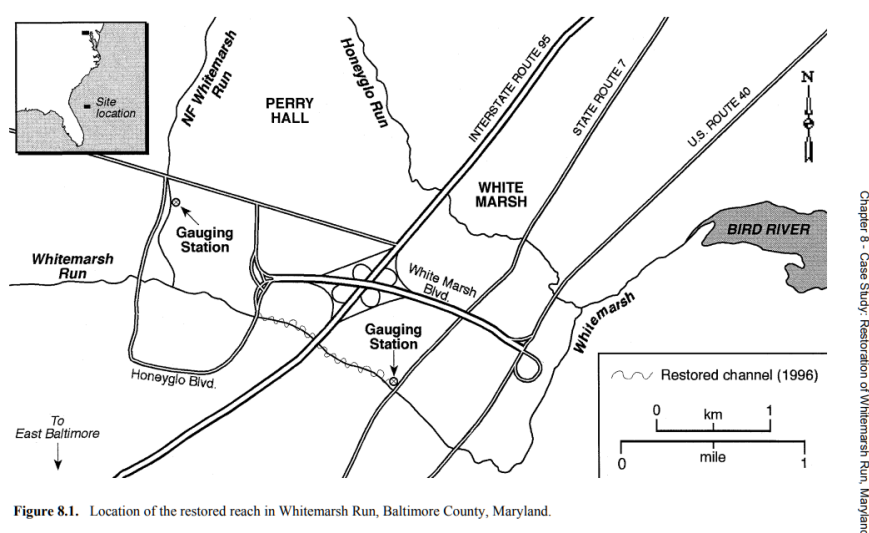 Site
location
NF Whitemarsh
Run
PERRY
HALL
Honeyglo Run
INTERSTATE ROUTE 95
STATE ROUTE 7
U.S. ROUTE 40
N
WHITE
MARSH
BIRD RIVER
Gauging
Station
Whitemarsh
Run
White Marsh
Blvd.
Whitemarsh
Gauging
Station
Honeyglo Blvd.
To
East Baltimore
Restored channel (1996)
0 km 1
0 mile 1
Figure 8.1. Location of the restored reach in Whitemarsh Run, Baltimore County, Maryland.
Chapter 8 - Case Study: Restoration of Whitemarsh Run, Maryland